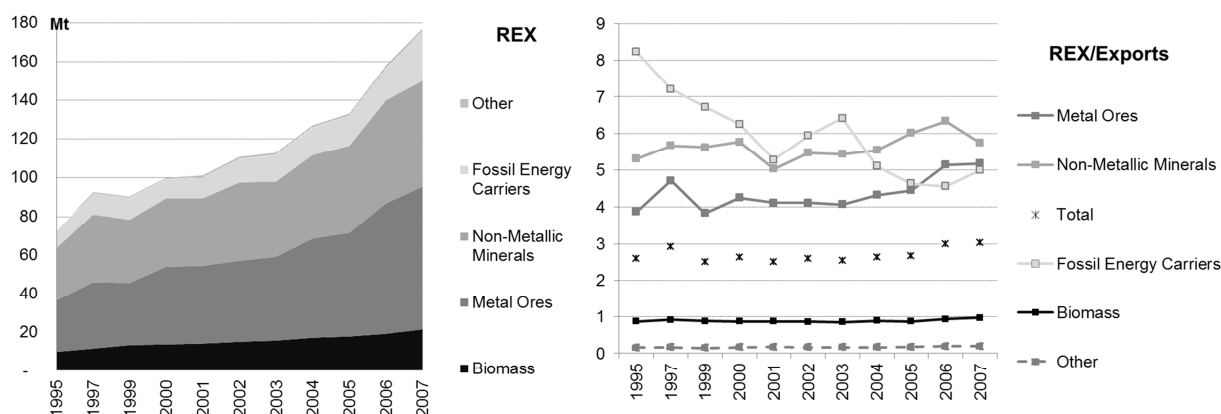 180
Mt
160
140
120
100
80
60
40
20
-
1995
1997
1999
2000
2001
2002
2003
2004
2005
2006
2007
REX
Other
Fossil Energy
Carriers
Non-Metallic
Minerals
Metal Ores
Biomass
9
8
7
6
5
4
3
2
1
0
1995
1997
1999
2000
2001
2002
2003
2004
2005
2006
2007
REX/Exports
Metal Ores
Non-Metallic Minerals
Total
Fossil Energy Carriers
Biomass
Other